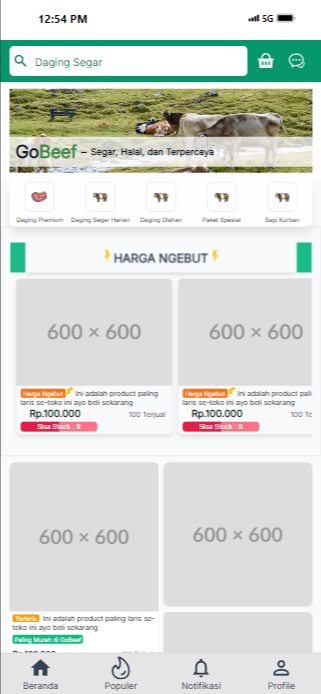 12:54 PM
5G
Daging Segar
GoBeef – Segar, Halal, dan Terpercaya
Daging Premium
Daging Segar Harian
Daging Olahan
Paket Spesial
Sapi Kurban
HARGA NGEBUT
600 × 600
600 × 600
Harga Ngebut Ini adalah product paling
laris se-toko ini ayo beli sekarang
Rp.100.000 100 Terjual
Sisa Stock : 8
Harga Ngebut Ini adalah product paling
laris se-toko ini ayo beli sekarang
Rp.100.000 100 Te
Sisa Stock : 8
600 × 600
600 × 600
Terlaris Ini adalah product paling laris se-
toko ini ayo beli sekarang
Paling Murah di GoBeef
Beranda
Populer
Notifikasi
Profile